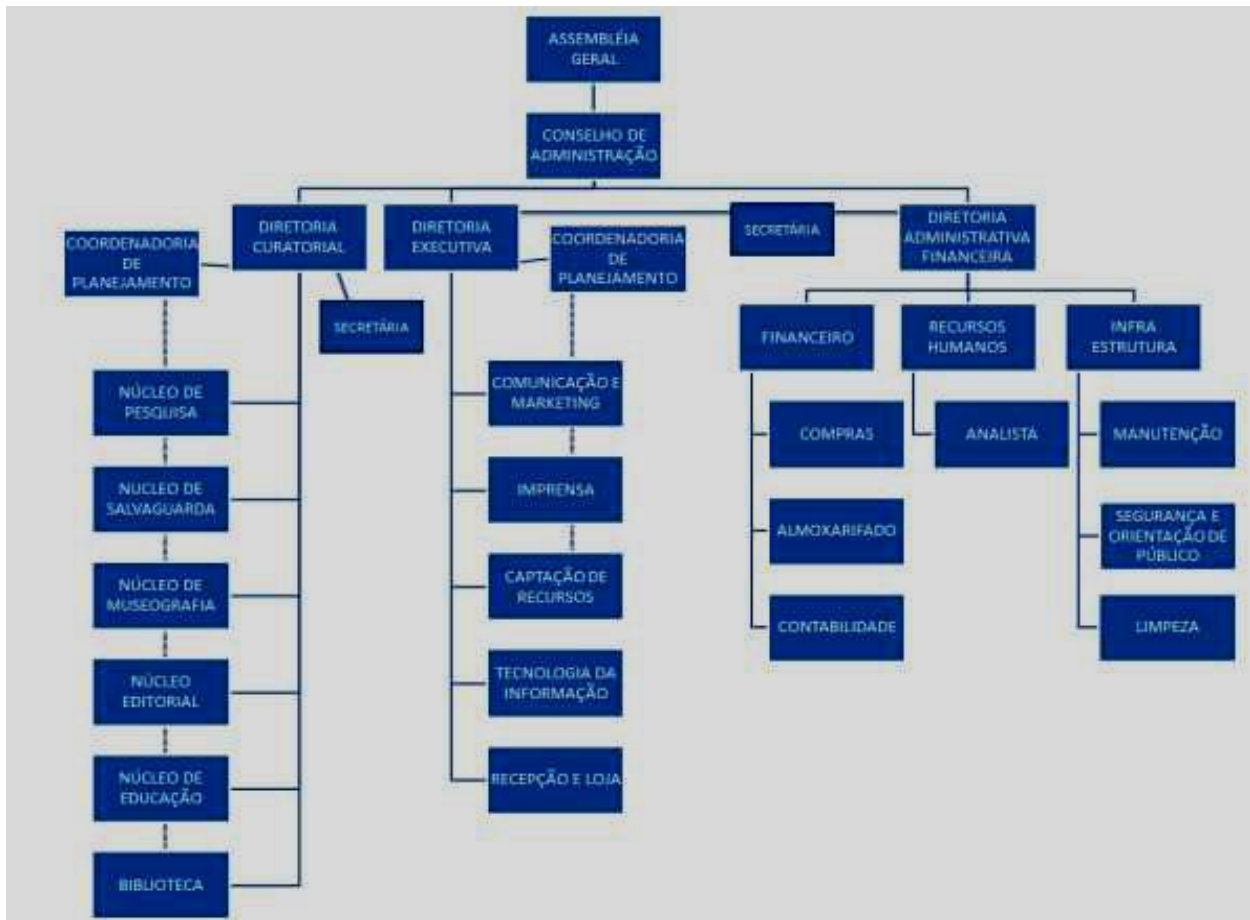 ASSEMBLÉIA
GERAL
CONSELHO DE
ADMINISTRAÇÃO
DIRETORIA
CURATORIAL
DIRETORIA
EXECUTIVA
SECRETÁRIA
DIRETORIA
ADMINISTRATIVA
FINANCEIRA
COORDENADORIA
DE
PLANEJAMENTO
COORDENADORIA
DE
PLANEJAMENTO
SECRETÁRIA
FINANCEIRO
RECURSOS
HUMANOS
INFRA
ESTRUTURA
NÚCLEO DE
PESQUISA
COMUNICAÇÃO E
MARKETING
COMPRAS
ANALISTA
MANUTENÇÃO
NUCLEO DE
SALVAGUARDA
IMPRENSA
ALMOXARIFADO
SEGURANÇA E
ORIENTAÇÃO DE
PÚBLICO
NÚCLEO DE
MUSEOGRAFIA
CAPTAÇÃO DE
RECURSOS
CONTABILIDADE
LIMPEZA
NÚCLEO
EDITORIAL
TECNOLOGIA DA
INFORMAÇÃO
NÚCLEO DE
EDUCAÇÃO
RECEPÇÃO E LOJA
BIBLIOTECA